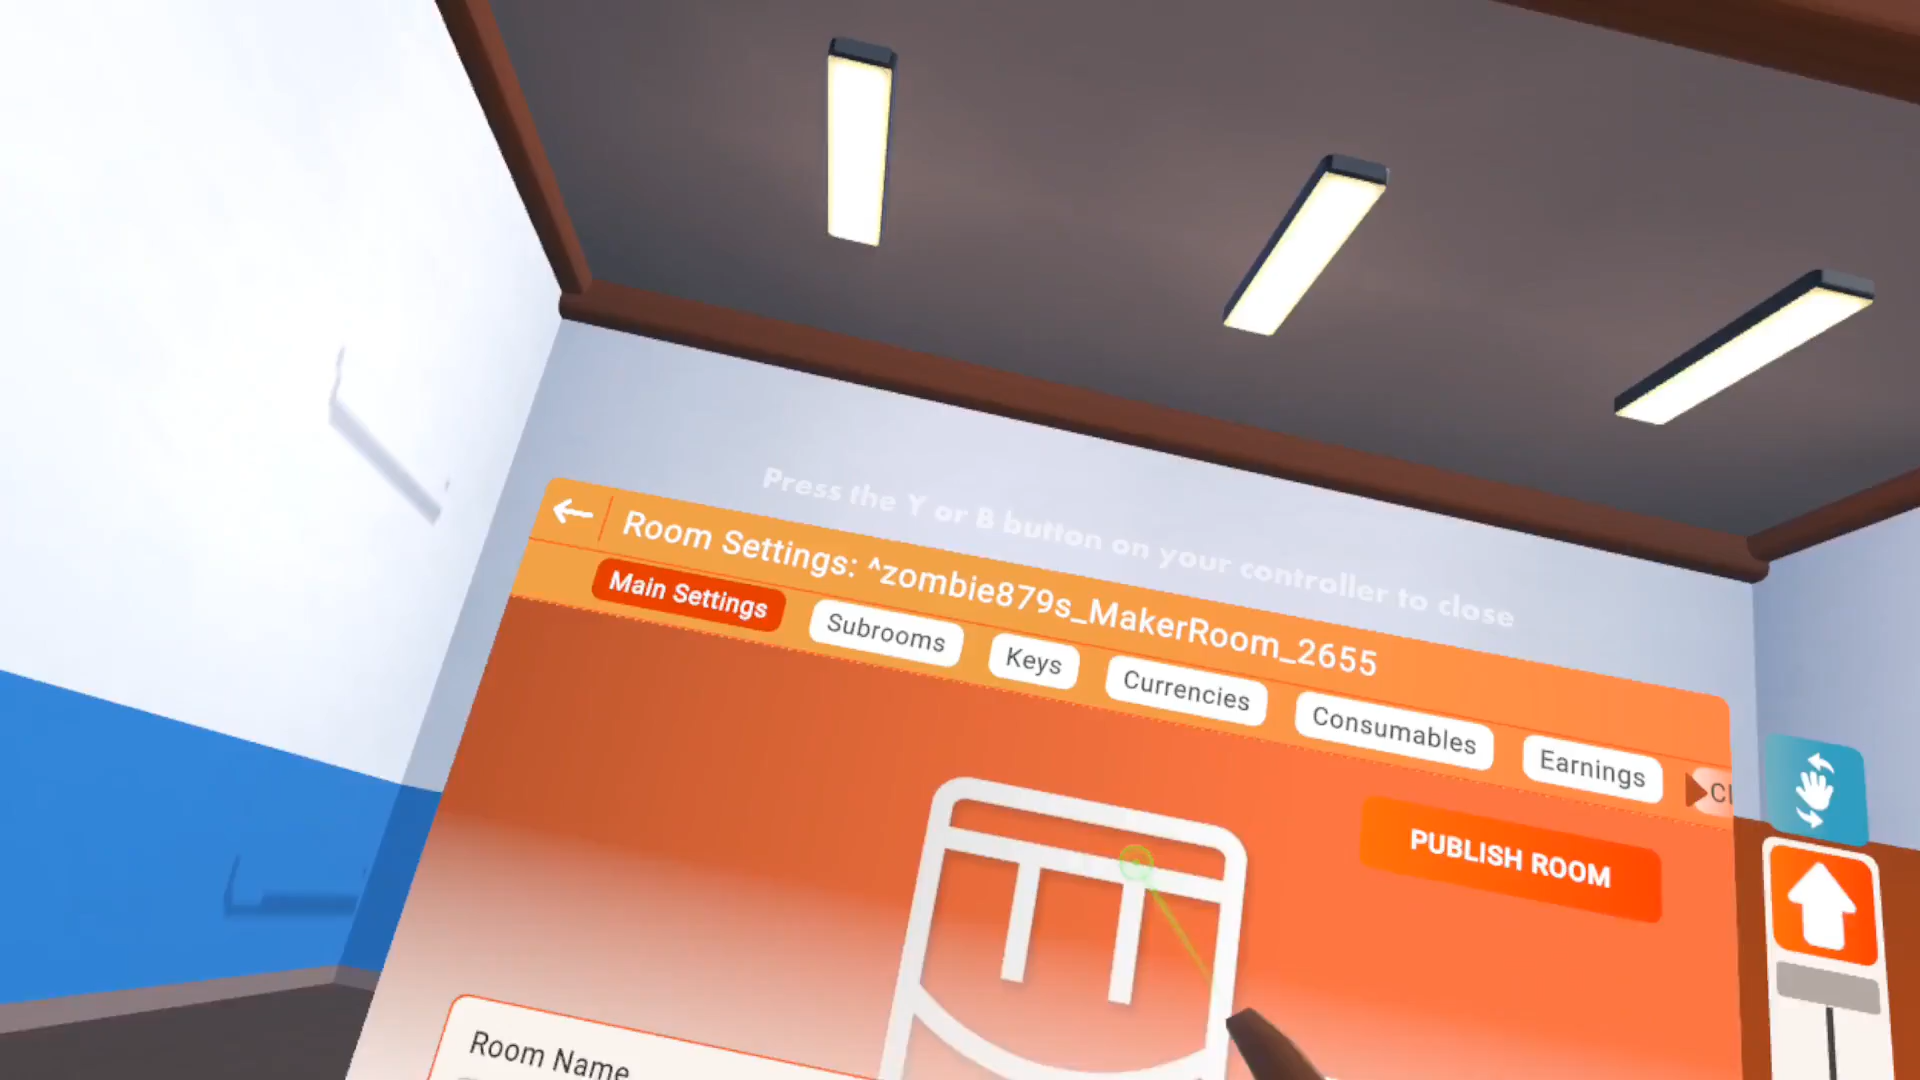 Press the Y or B button on your controller to close
Room Settings: ^zombie879s_MakerRoom_2655
Main Settings
Subrooms
Keys
Currencies
Consumables
Earnings
PUBLISH ROOM
Room Name